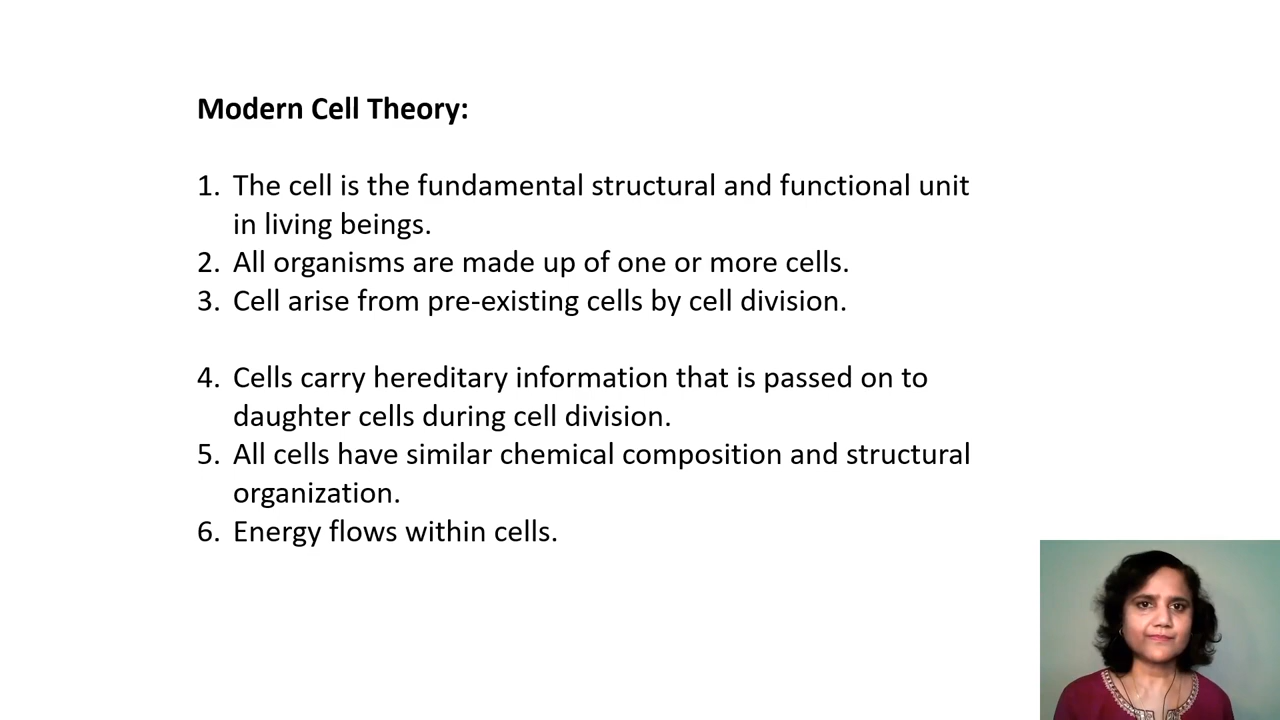 Modern Cell Theory:
1. The cell is the fundamental structural and functional unit
in living beings.
2. All organisms are made up of one or more cells.
3. Cell arise from pre-existing cells by cell division.
4. Cells carry hereditary information that is passed on to
daughter cells during cell division.
5. All cells have similar chemical composition and structural
organization.
6. Energy flows within cells.